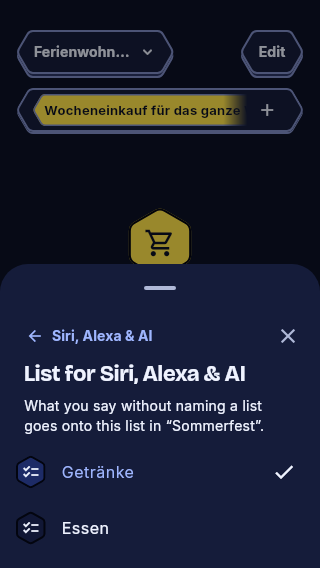 Ferienwohn...
Edit
Wocheneinkauf für das ganze
Siri, Alexa & AI
List for Siri, Alexa & AI
What you say without naming a list
goes onto this list in “Sommerfest”.
Getränke
Essen